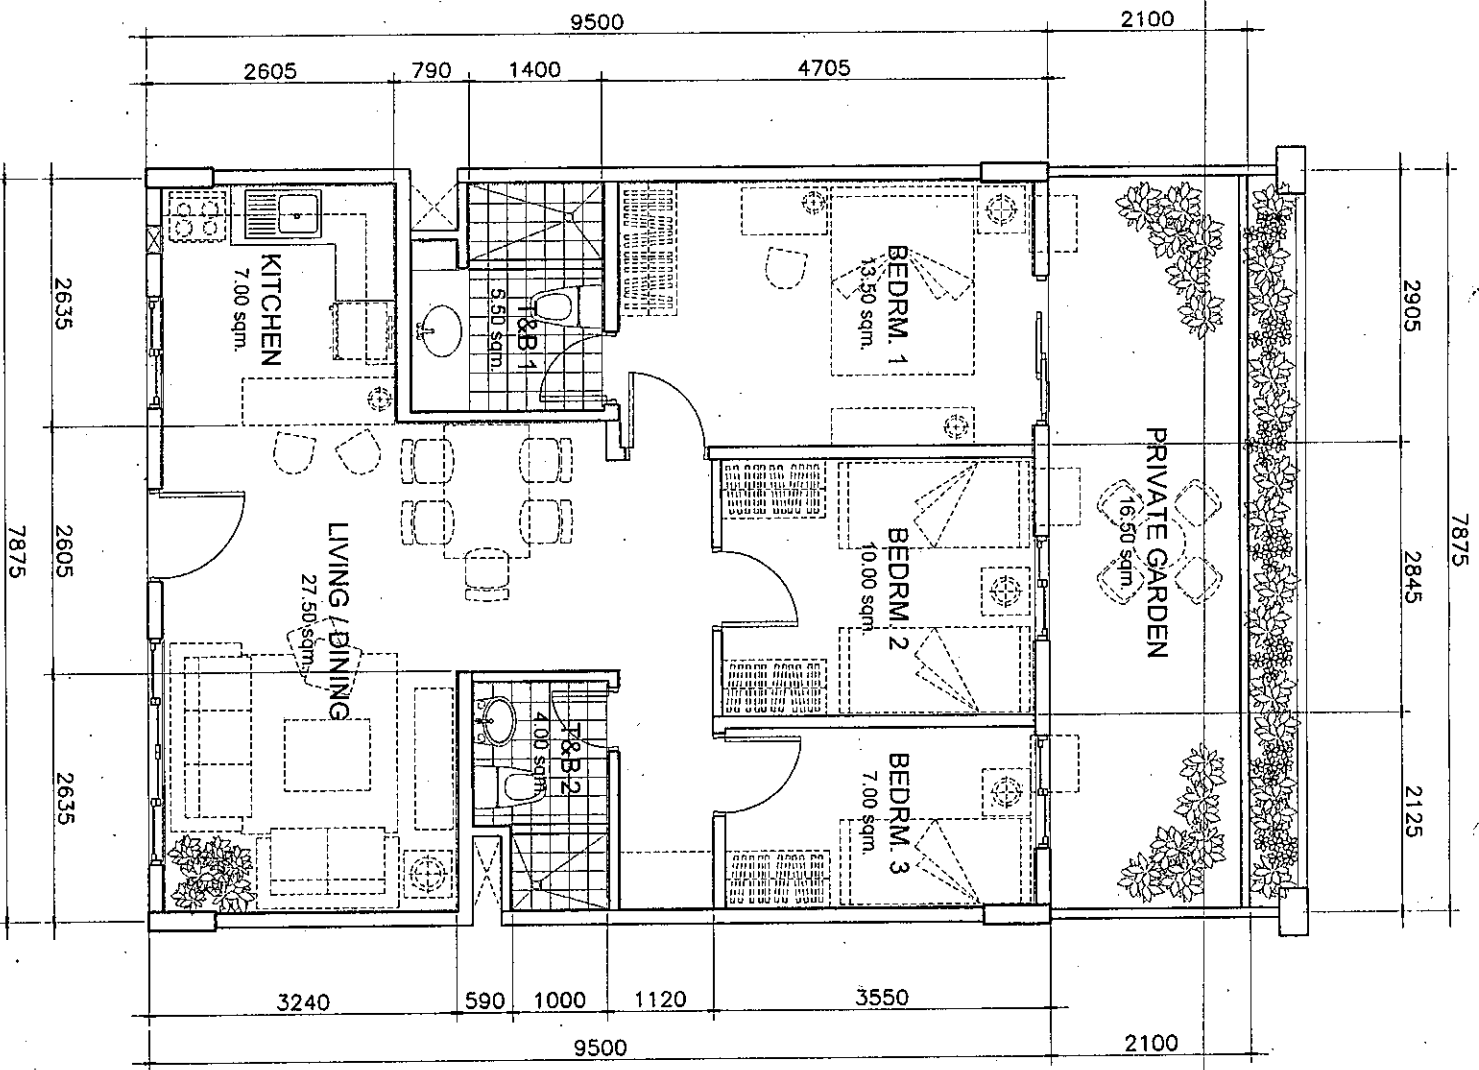 9500
2100
2605
790
1400
4705
KITCHEN
7.00 sqm.
T&B 1
5.50 sqm.
BEDRM. 1
13.50 sqm.
2635
2605
2635
7875
2905
2845
2125
7875
LIVING / DINING
27.50 sqm.
BEDRM. 2
10.00 sqm.
PRIVATE GARDEN
16.50 sqm.
T&B 2
4.00 sqm.
BEDRM. 3
7.00 sqm.
3240
590
1000
1120
3550
9500
2100